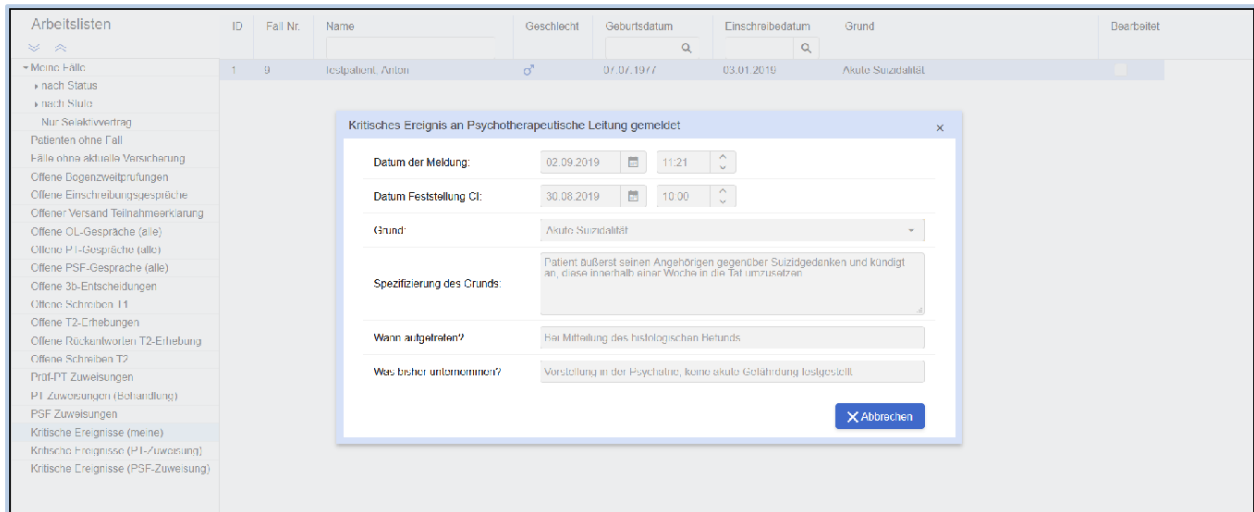 Arbeitslisten
ID Fall Nr. Name Geschlecht Geburtsdatum Einschreibedatum Grund Bearbeitet
Meine Fälle
1 9 Testpatient, Anton 07.07.1977 03.01.2019 Akute Suizidalität
nach Status
nach Stufe
Nur Selektivvertrag
Patienten ohne Fall
Fälle ohne aktuelle Versicherung
Offene Bogenzweitprüfungen
Offene Einschreibungsgespräche
Offener Versand Teilnahmeerklärung
Offene OL-Gespräche (alle)
Offene PT-Gespräche (alle)
Offene PSF-Gespräche (alle)
Offene 3b-Entscheidungen
Offene Schreiben T1
Offene T2-Erhebungen
Offene Rückantworten T2-Erhebung
Offene Schreiben T2
Prüf-PT Zuweisungen
PT Zuweisungen (Behandlung)
PSF Zuweisungen
Kritische Ereignisse (meine)
Kritische Ereignisse (PT-Zuweisung)
Kritische Ereignisse (PSF-Zuweisung)
Kritisches Ereignis an Psychotherapeutische Leitung gemeldet
Datum der Meldung: 02.09.2019 11:21
Datum Feststellung CI: 30.08.2019 10:00
Grund: Akute Suizidalität
Spezifizierung des Grunds:
Patient äußerst seinen Angehörigen gegenüber Suizidgedanken und kündigt
an, diese innerhalb einer Woche in die Tat umzusetzen
Wann aufgetreten? Bei Mitteilung des histologischen Befunds
Was bisher unternommen? Vorstellung in der Psychatrie, keine akute Gefährdung festgestellt
Abbrechen